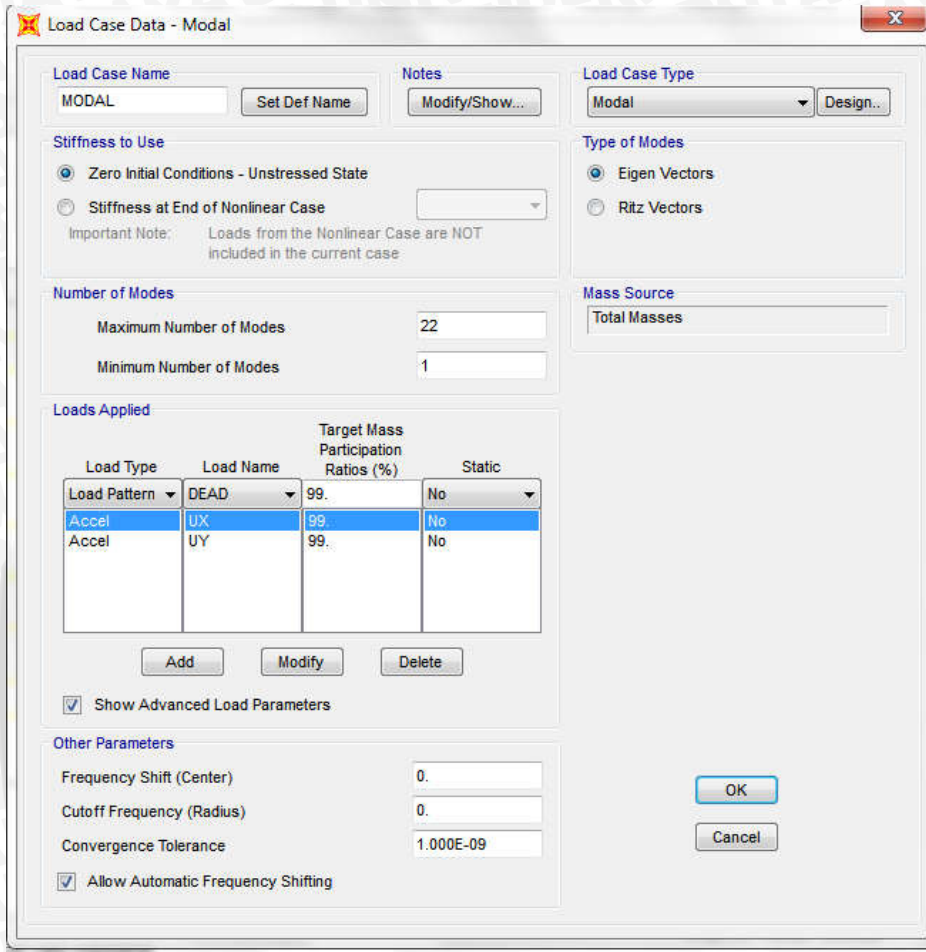 Load Case Data - Modal
Load Case Name
MODAL
Set Def Name
Notes
Modify/Show...
Load Case Type
Modal
Design..
Stiffness to Use
Zero Initial Conditions - Unstressed State
Stiffness at End of Nonlinear Case
Important Note: Loads from the Nonlinear Case are NOT
included in the current case
Type of Modes
Eigen Vectors
Ritz Vectors
Number of Modes
Maximum Number of Modes 22
Minimum Number of Modes 1
Mass Source
Total Masses
Loads Applied
Target Mass
Participation
Load Type Load Name Ratios (%) Static
Load Pattern DEAD 99. No
Accel UX 99. No
Accel UY 99. No
Add Modify Delete
Show Advanced Load Parameters
Other Parameters
Frequency Shift (Center) 0.
Cutoff Frequency (Radius) 0.
Convergence Tolerance 1.000E-09
Allow Automatic Frequency Shifting
OK
Cancel